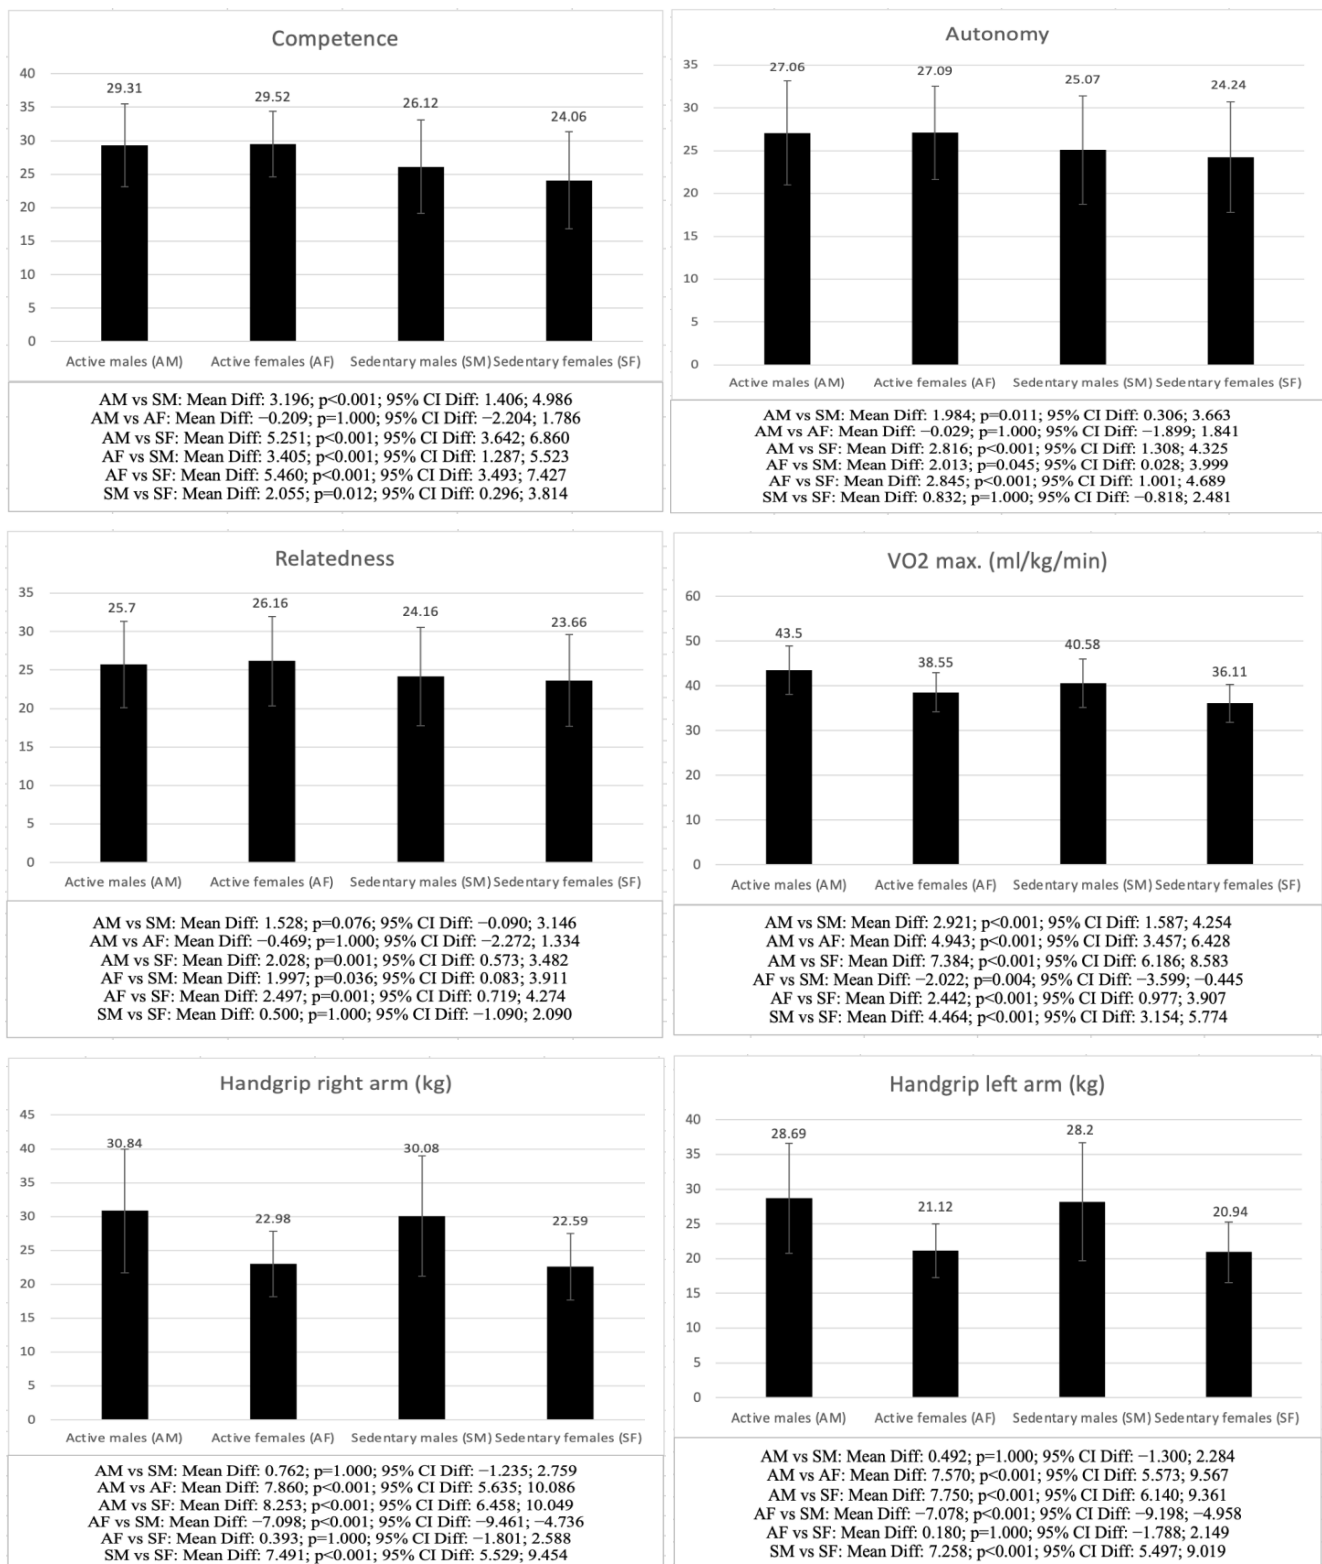 Competence
40
35
30
25
20
15
10
5
0
29.31
29.52
26.12
24.06
Active males (AM)
Active females (AF)
Sedentary males (SM)
Sedentary females (SF)
AM vs SM: Mean Diff: 3.196; p<0.001; 95% CI Diff: 1.406; 4.986
AM vs AF: Mean Diff: −0.209; p=1.000; 95% CI Diff: −2.204; 1.786
AM vs SF: Mean Diff: 5.251; p<0.001; 95% CI Diff: 3.642; 6.860
AF vs SM: Mean Diff: 3.405; p<0.001; 95% CI Diff: 1.287; 5.523
AF vs SF: Mean Diff: 5.460; p<0.001; 95% CI Diff: 3.493; 7.427
SM vs SF: Mean Diff: 2.055; p=0.012; 95% CI Diff: 0.296; 3.814
Autonomy
35
30
25
20
15
10
5
0
27.06
27.09
25.07
24.24
Active males (AM)
Active females (AF)
Sedentary males (SM)
Sedentary females (SF)
AM vs SM: Mean Diff: 1.984; p=0.011; 95% CI Diff: 0.306; 3.663
AM vs AF: Mean Diff: −0.029; p=1.000; 95% CI Diff: −1.899; 1.841
AM vs SF: Mean Diff: 2.816; p<0.001; 95% CI Diff: 1.308; 4.325
AF vs SM: Mean Diff: 2.013; p=0.045; 95% CI Diff: 0.028; 3.999
AF vs SF: Mean Diff: 2.845; p<0.001; 95% CI Diff: 1.001; 4.689
SM vs SF: Mean Diff: 0.832; p=1.000; 95% CI Diff: −0.818; 2.481
Relatedness
35
30
25
20
15
10
5
0
25.7
26.16
24.16
23.66
Active males (AM)
Active females (AF)
Sedentary males (SM)
Sedentary females (SF)
AM vs SM: Mean Diff: 1.528; p=0.076; 95% CI Diff: −0.090; 3.146
AM vs AF: Mean Diff: −0.469; p=1.000; 95% CI Diff: −2.272; 1.334
AM vs SF: Mean Diff: 2.028; p=0.001; 95% CI Diff: 0.573; 3.482
AF vs SM: Mean Diff: 1.997; p=0.036; 95% CI Diff: 0.083; 3.911
AF vs SF: Mean Diff: 2.497; p=0.001; 95% CI Diff: 0.719; 4.274
SM vs SF: Mean Diff: 0.500; p=1.000; 95% CI Diff: −1.090; 2.090
VO2 max. (ml/kg/min)
60
50
40
30
20
10
0
43.5
38.55
40.58
36.11
Active males (AM)
Active females (AF)
Sedentary males (SM)
Sedentary females (SF)
AM vs SM: Mean Diff: 2.921; p<0.001; 95% CI Diff: 1.587; 4.254
AM vs AF: Mean Diff: 4.943; p<0.001; 95% CI Diff: 3.457; 6.428
AM vs SF: Mean Diff: 7.384; p<0.001; 95% CI Diff: 6.186; 8.583
AF vs SM: Mean Diff: −2.022; p=0.004; 95% CI Diff: −3.599; −0.445
AF vs SF: Mean Diff: 2.442; p<0.001; 95% CI Diff: 0.977; 3.907
SM vs SF: Mean Diff: 4.464; p<0.001; 95% CI Diff: 3.154; 5.774
Handgrip right arm (kg)
45
40
35
30
25
20
15
10
5
0
30.84
22.98
30.08
22.59
Active males (AM)
Active females (AF)
Sedentary males (SM)
Sedentary females (SF)
AM vs SM: Mean Diff: 0.762; p=1.000; 95% CI Diff: −1.235; 2.759
AM vs AF: Mean Diff: 7.860; p<0.001; 95% CI Diff: 5.635; 10.086
AM vs SF: Mean Diff: 8.253; p<0.001; 95% CI Diff: 6.458; 10.049
AF vs SM: Mean Diff: −7.098; p<0.001; 95% CI Diff: −9.461; −4.736
AF vs SF: Mean Diff: 0.393; p=1.000; 95% CI Diff: −1.801; 2.588
SM vs SF: Mean Diff: 7.491; p<0.001; 95% CI Diff: 5.529; 9.454
Handgrip left arm (kg)
40
35
30
25
20
15
10
5
0
28.69
21.12
28.2
20.94
Active males (AM)
Active females (AF)
Sedentary males (SM)
Sedentary females (SF)
AM vs SM: Mean Diff: 0.492; p=1.000; 95% CI Diff: −1.300; 2.284
AM vs AF: Mean Diff: 7.570; p<0.001; 95% CI Diff: 5.573; 9.567
AM vs SF: Mean Diff: 7.750; p<0.001; 95% CI Diff: 6.140; 9.361
AF vs SM: Mean Diff: −7.078; p<0.001; 95% CI Diff: −9.198; −4.958
AF vs SF: Mean Diff: 0.180; p=1.000; 95% CI Diff: −1.788; 2.149
SM vs SF: Mean Diff: 7.258; p<0.001; 95% CI Diff: 5.497; 9.019